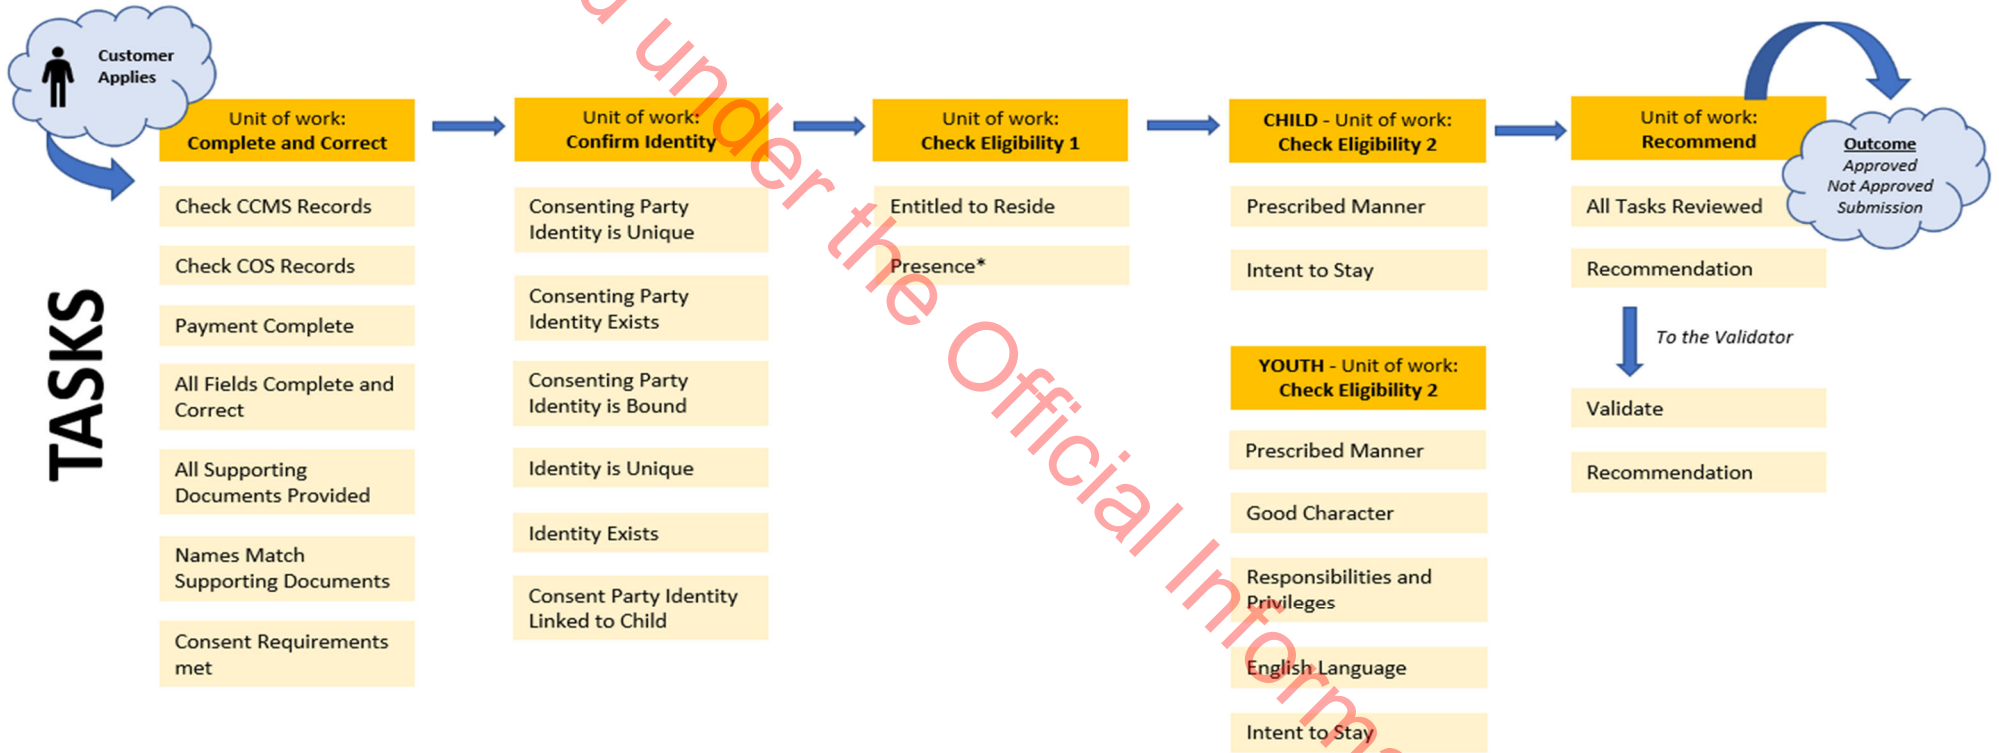 Customer
Applies
TASKS
Unit of work:
Complete and Correct
Check CCMS Records
Check COS Records
Payment Complete
All Fields Complete and
Correct
All Supporting
Documents Provided
Names Match
Supporting Documents
Consent Requirements
met
Unit of work:
Confirm Identity
Consenting Party
Identity is Unique
Consenting Party
Identity Exists
Consenting Party
Identity is Bound
Identity is Unique
Identity Exists
Consent Party Identity
Linked to Child
Unit of work:
Check Eligibility 1
Entitled to Reside
Presence*
CHILD - Unit of work:
Check Eligibility 2
Prescribed Manner
Intent to Stay
YOUTH - Unit of work:
Check Eligibility 2
Prescribed Manner
Good Character
Responsibilities and
Privileges
English Language
Intent to Stay
Unit of work:
Recommend
All Tasks Reviewed
Recommendation
To the Validator
Validate
Recommendation
Outcome
Approved
Not Approved
Submission
under the Official